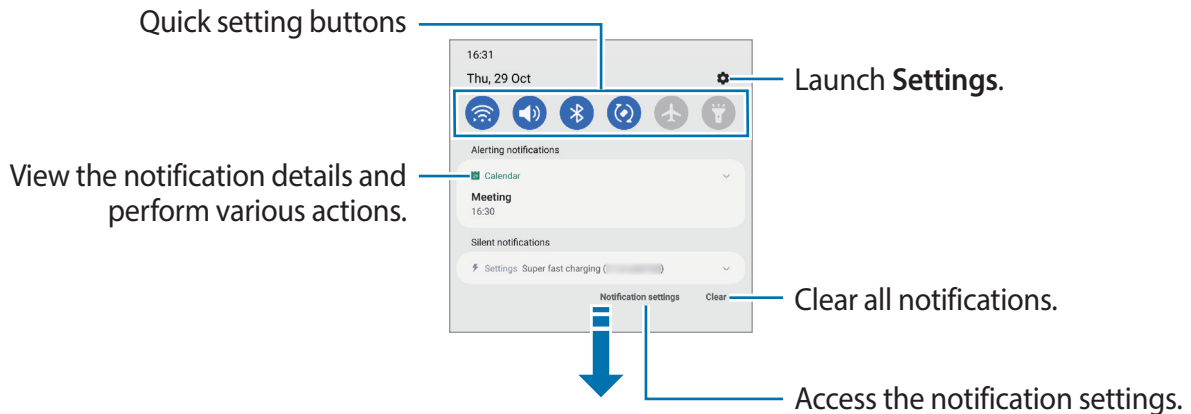 Quick setting buttons
16:31
Thu, 29 Oct
Launch Settings.
Alerting notifications
View the notification details and
perform various actions.
Calendar
Meeting
16:30
Silent notifications
Settings Super fast charging ( )
Notification settings Clear
Clear all notifications.
Access the notification settings.